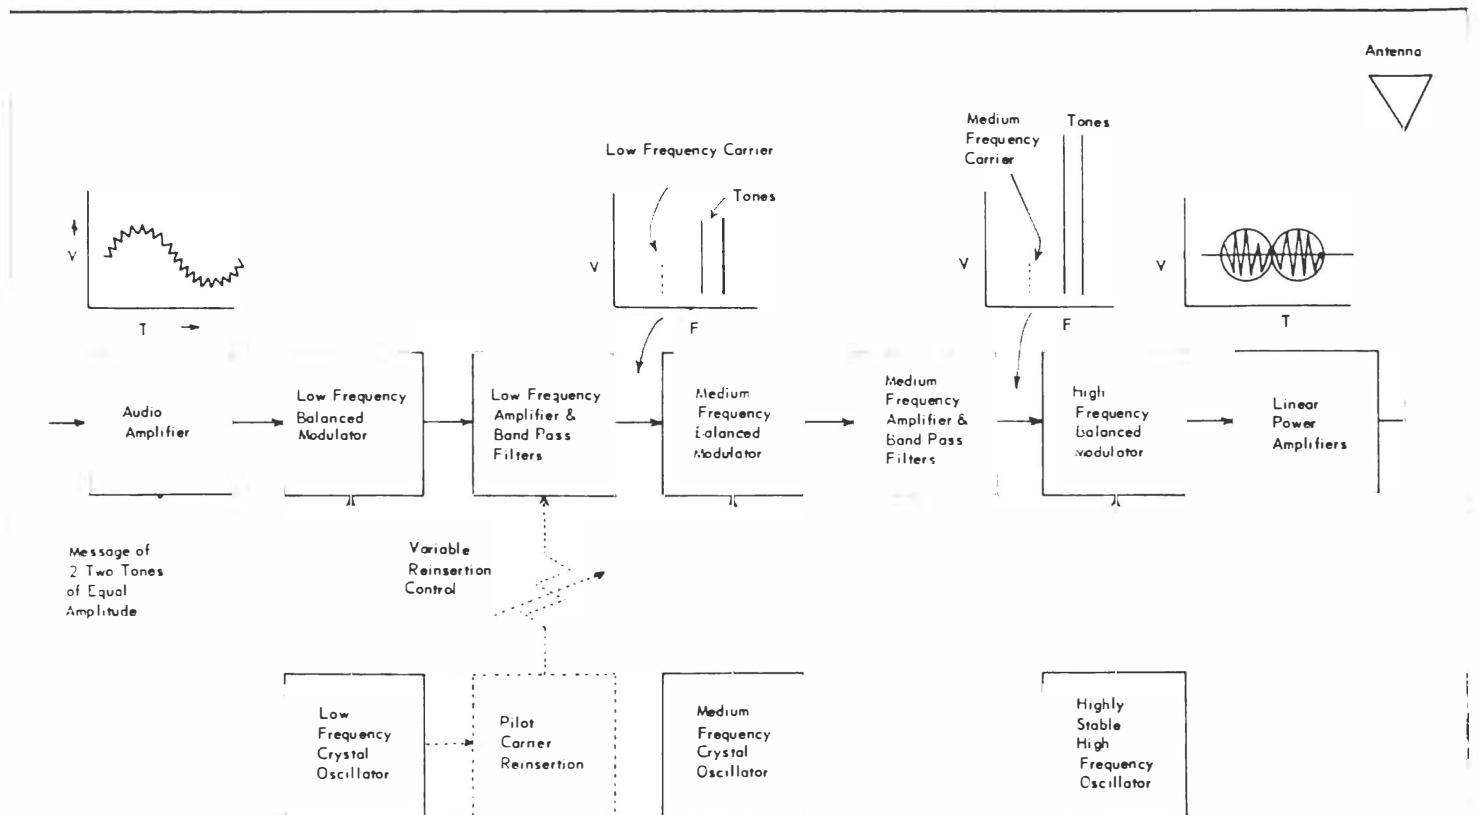 Antenna
Medium
Frequency
Carrier
Tones
Low Frequency Carrier
Tones
V
T
V
F
V
F
V
T
Audio
Amplifier
Low Frequency
Balanced
Modulator
Low Frequency
Amplifier &
Band Pass
Filters
Medium
Frequency
Balanced
Modulator
Medium
Frequency
Amplifier &
Band Pass
Filters
High
Frequency
Balanced
Modulator
Linear
Power
Amplifiers
Message of
2 Two Tones
of Equal
Amplitude
Variable
Reinsertion
Control
Low
Frequency
Crystal
Oscillator
Pilot
Carrier
Reinsertion
Medium
Frequency
Crystal
Oscillator
Highly
Stable
High
Frequency
Oscillator